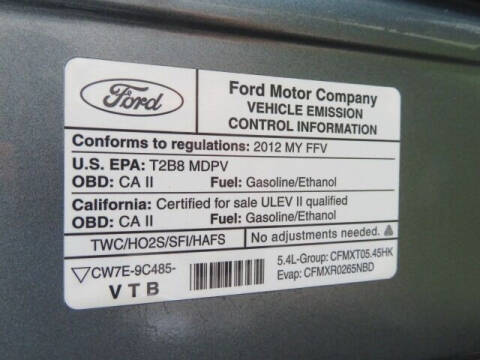 Ford
Ford Motor Company
VEHICLE EMISSION
CONTROL INFORMATION
Conforms to regulations: 2012 MY FFV
U.S. EPA: T2B8 MDPV
OBD: CA II Fuel: Gasoline/Ethanol
California: Certified for sale ULEV II qualified
OBD: CA II Fuel: Gasoline/Ethanol
TWC/HO2S/SFI/HAFS
No adjustments needed.
CW7E-9C485-
VTB
5.4L-Group: CFMXT05.45HK
Evap: CFMXR0265NBD